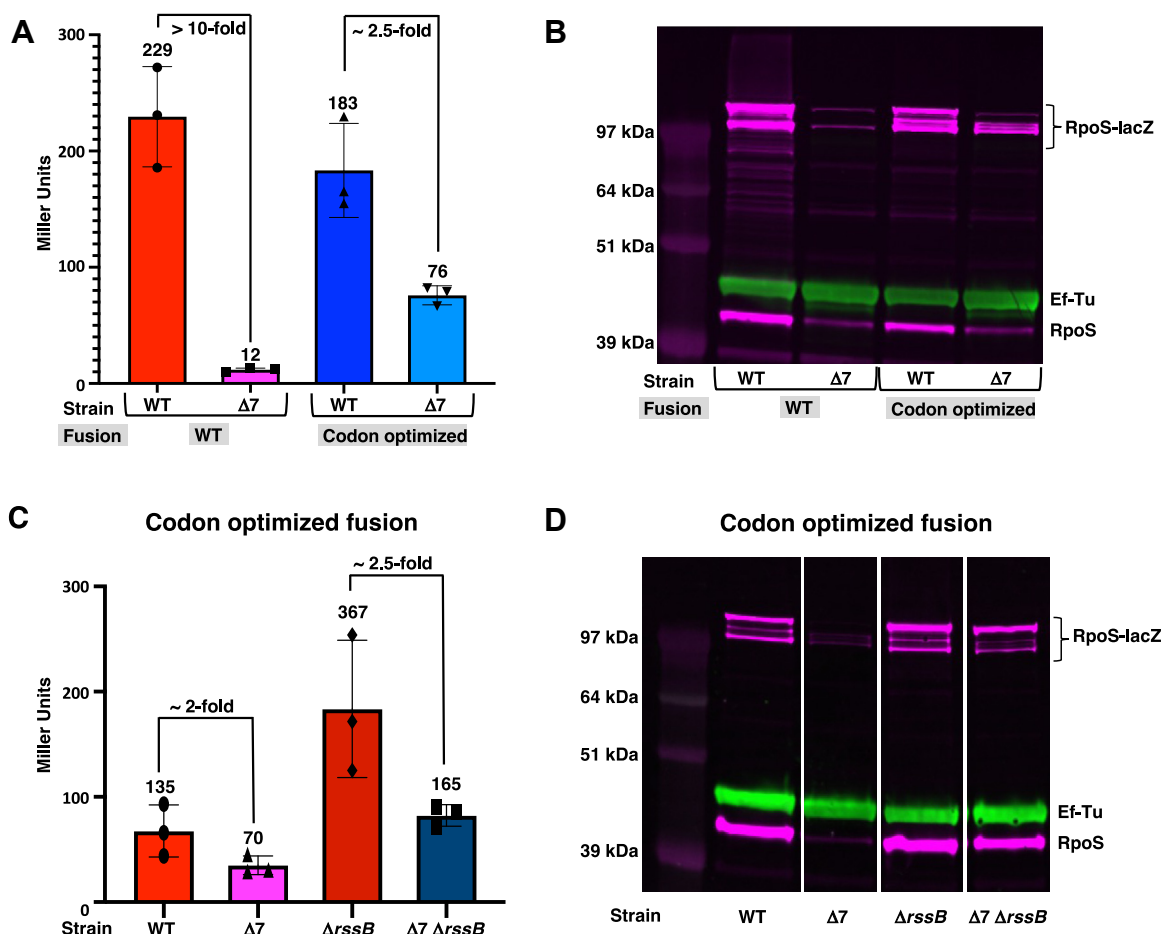 A
> 10-fold
~ 2.5-fold
300
229
183
200
Miller Units
100
76
12
0
Strain WT Δ7 WT Δ7
Fusion WT Codon optimized
B
97 kDa
RpoS-lacZ
64 kDa
51 kDa
Ef-Tu
RpoS
39 kDa
Strain WT Δ7 WT Δ7
Fusion WT Codon optimized
C
Codon optimized fusion
~ 2.5-fold
300
367
200
~ 2-fold
Miller Units
135
165
100
70
0
Strain WT Δ7 ΔrssB Δ7 ΔrssB
D
Codon optimized fusion
97 kDa
RpoS-lacZ
64 kDa
51 kDa
Ef-Tu
RpoS
39 kDa
Strain WT Δ7 ΔrssB Δ7 ΔrssB